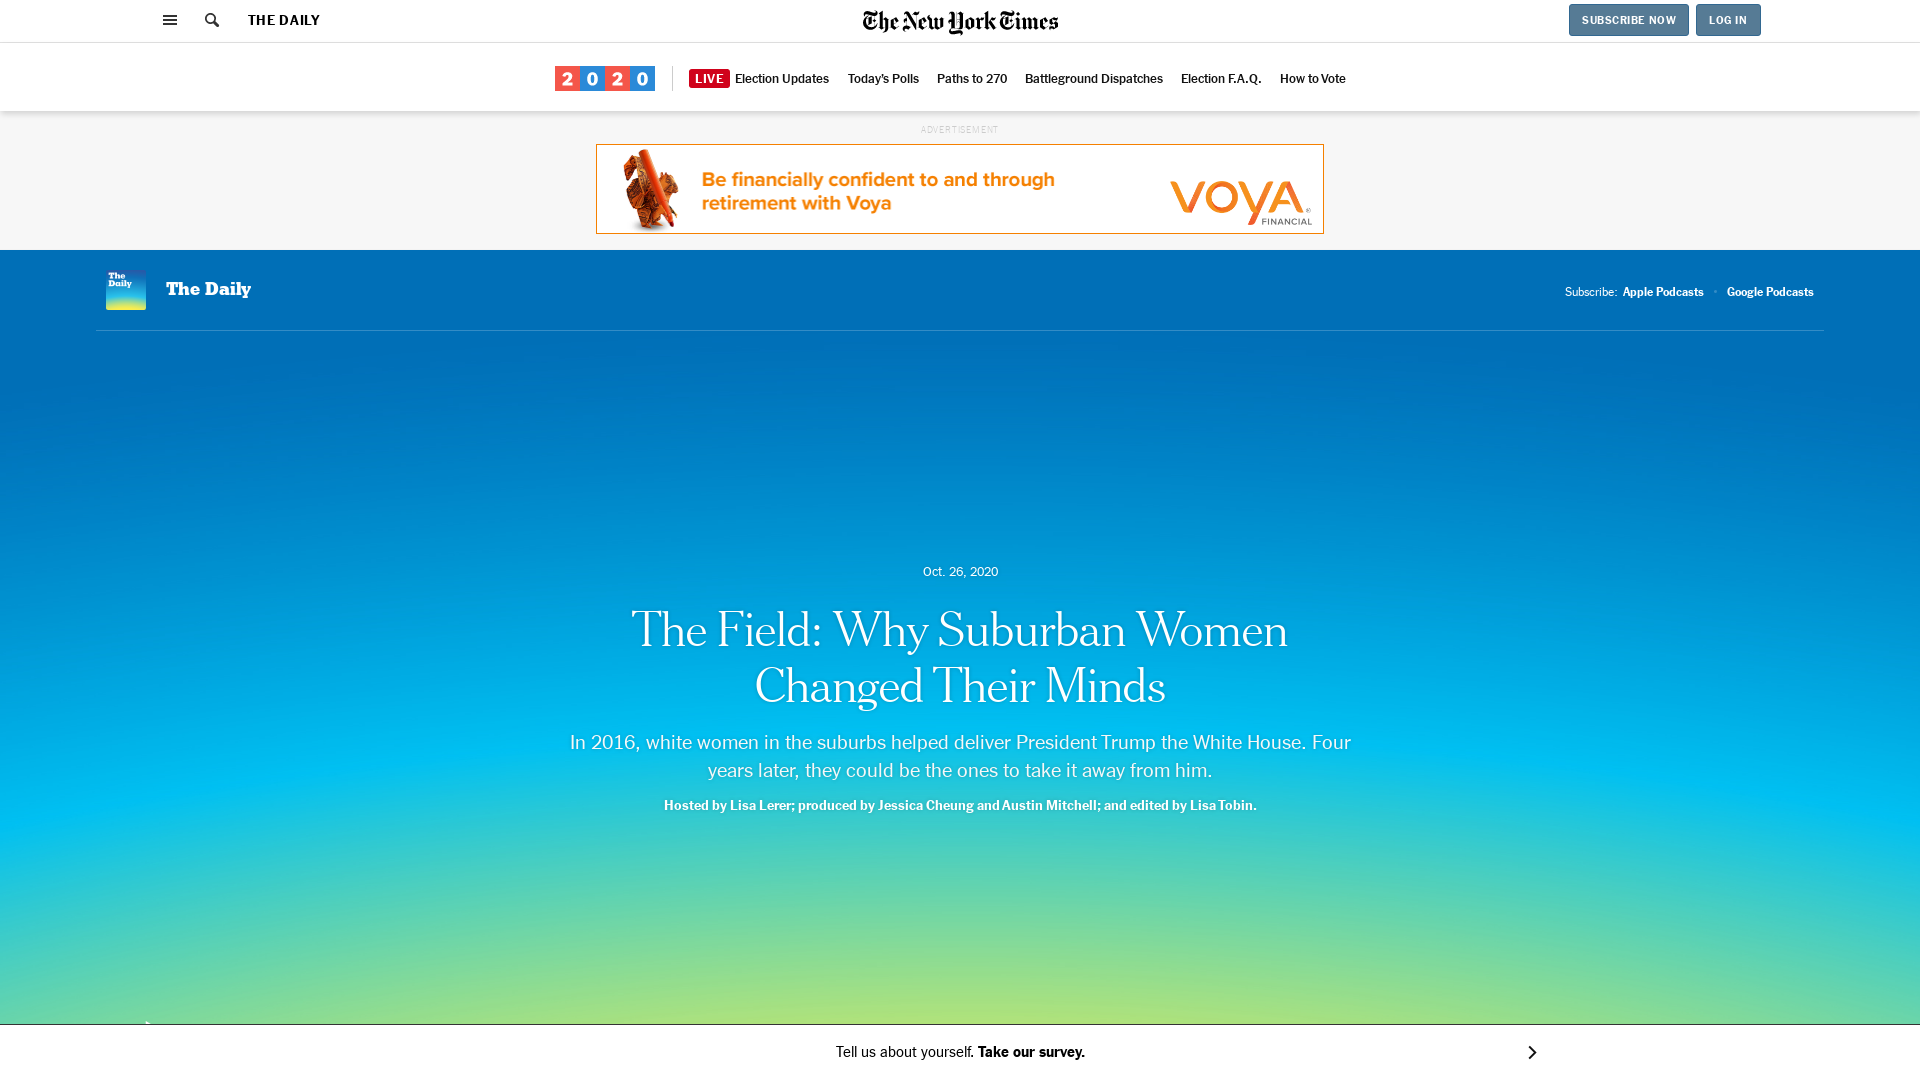 THE DAILY
The New York Times
SUBSCRIBE NOW
LOG IN
2020
LIVE Election Updates
Today's Polls
Paths to 270
Battleground Dispatches
Election F.A.Q.
How to Vote
ADVERTISEMENT
Be financially confident to and through
retirement with Voya
VOYA®
FINANCIAL
The
Daily
The Daily
Subscribe: Apple Podcasts • Google Podcasts
Oct. 26, 2020
The Field: Why Suburban Women
Changed Their Minds
In 2016, white women in the suburbs helped deliver President Trump the White House. Four
years later, they could be the ones to take it away from him.
Hosted by Lisa Lerer; produced by Jessica Cheung and Austin Mitchell; and edited by Lisa Tobin.
Tell us about yourself. Take our survey.